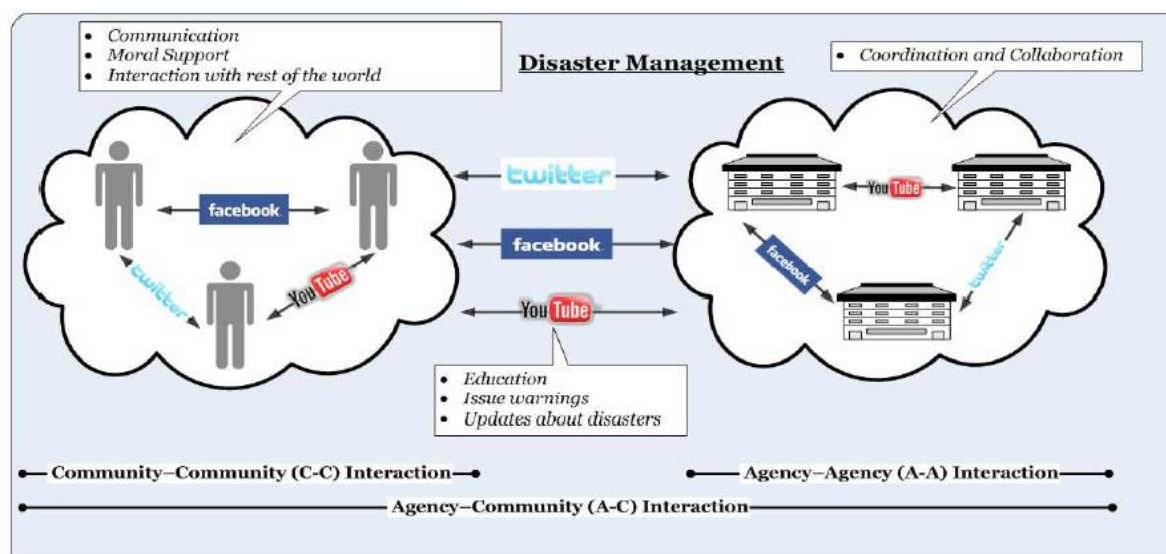 • Communication
• Moral Support
• Interaction with rest of the world
Disaster Management
• Coordination and Collaboration
facebook
twitter
YouTube
twitter
facebook
YouTube
YouTube
facebook
twitter
• Education
• Issue warnings
• Updates about disasters
Community–Community (C-C) Interaction
Agency–Agency (A-A) Interaction
Agency–Community (A-C) Interaction